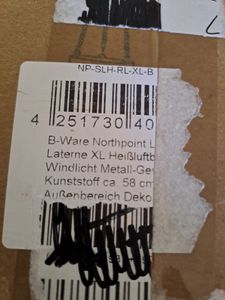 L
NP-SLH-RL-XL-B
4 251730 40
B-Ware Northpoint L
Laterne XL Heißluftb
Windlicht Metall-Ge
Kunststoff ca. 58 cm
Außenbereich Deko